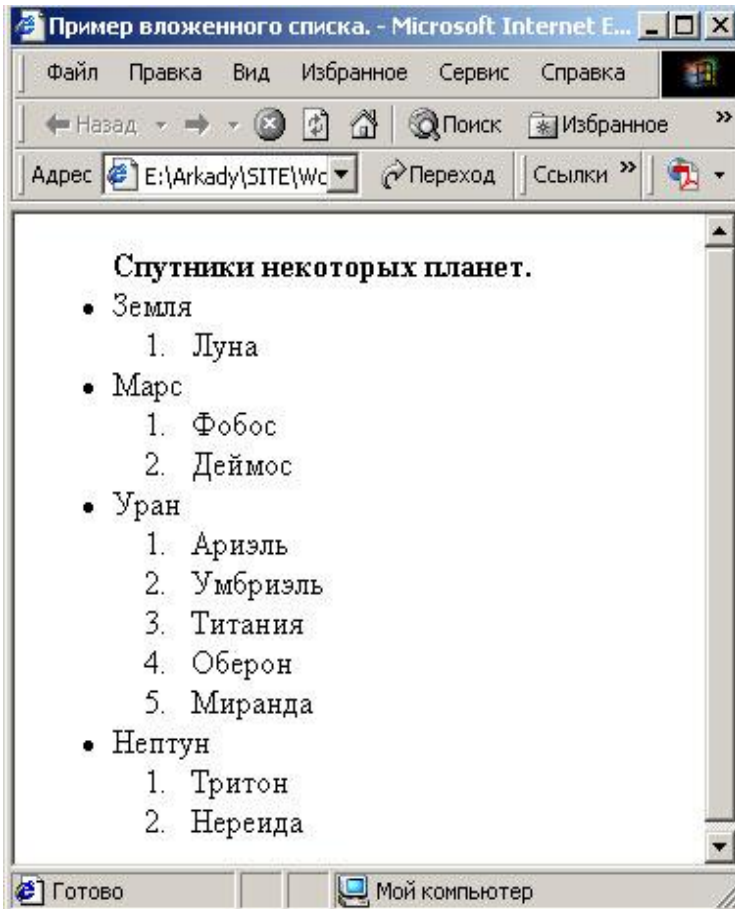 Пример вложенного списка. - Microsoft Internet E...
Файл Правка Вид Избранное Сервис Справка
Назад Поиск Избранное »
Адрес E:\Arkady\SITE\Wc Переход Ссылки »
Спутники некоторых планет.
• Земля
1. Луна
• Марс
1. Фобос
2. Деймос
• Уран
1. Ариэль
2. Умбриэль
3. Титания
4. Оберон
5. Миранда
• Нептун
1. Тритон
2. Нереида
Готово Мой компьютер